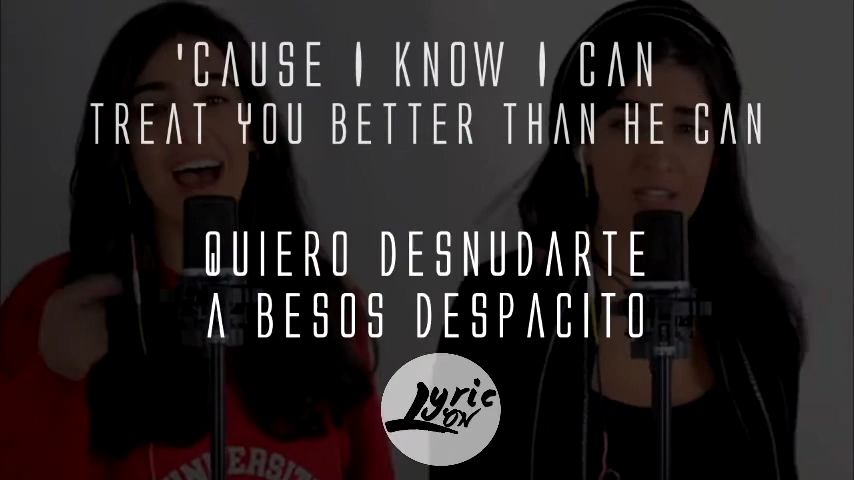 'CAUSE I KNOW I CAN
TREAT YOU BETTER THAN HE CAN
QUIERO DESNUDARTE
A BESOS DESPACITO
Lyric
ON